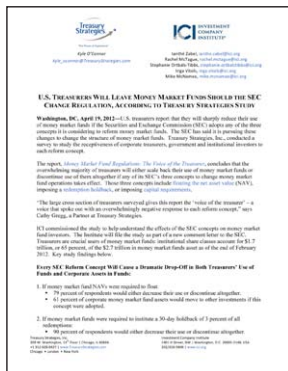 Treasury
Strategies
ICI INVESTMENT
COMPANY
INSTITUTE
Kyle O'Connor
U.S. TREASURERS WILL LEAVE MONEY MARKET FUNDS SHOULD THE SEC
CHANGE REGULATION, ACCORDING TO TREASURY STRATEGIES STUDY
Washington, DC, April 19, 2012—U.S. treasurers report that they will sharply reduce their use
of money market funds if the Securities and Exchange Commission (SEC) adopts any of the three
concepts it is considering to reform money market funds. The SEC has said it is pursuing these
changes to the structure of money market funds. Treasury Strategies, Inc., conducted a
survey to study the receptiveness of corporate treasurers, government and institutional investors to
each reform concept.
The report, Money Market Fund Regulations: The Voice of the Treasurer, concludes that the
overwhelming majority of treasurers will either scale back their use of money market funds or
discontinue use of them altogether if any of the SEC's three concepts to change money market
fund operations takes effect. Those three concepts include floating the net asset value (NAV),
imposing a redemption holdback, or imposing capital requirements.
"The large cross section of treasurers surveyed gives this report the 'voice of the treasurer' – a
voice that spoke out with an overwhelmingly negative response to each reform concept," says
Cathy Gregg, a Partner at Treasury Strategies.
ICI commissioned the study to help understand the effects of the SEC concepts on money market
fund investors. The Institute will file the study as part of a new comment letter to the SEC.
Treasurers are crucial users of money market funds: institutional share classes account for $1.7
trillion, or 65 percent, of the $2.7 trillion in money market funds asset as of the end of February
2012. Key study findings below.
Every SEC Reform Concept Will Cause a Dramatic Drop-Off in Both Treasurers' Use of
Funds and Corporate Assets in Funds:
1. If money market fund NAVs were required to float:
• 79 percent of respondents would either decrease their use or discontinue altogether.
• 61 percent of corporate money market fund assets would move to other investments if this
concept were adopted.
2. If money market funds were required to institute a 30-day holdback of 3 percent of all
redemptions:
• 90 percent of respondents would either decrease their use or discontinue altogether.
Treasury Strategies, Inc.
Chicago • London • New York
Investment Company Institute